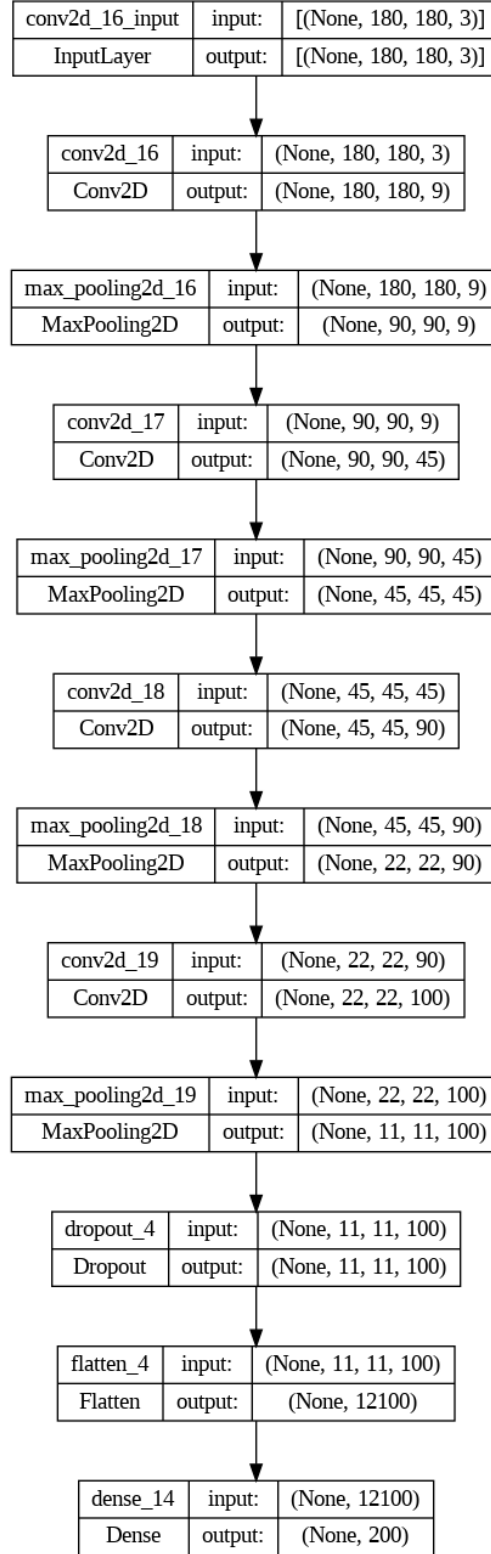 conv2d_16_input input: [(None, 180, 180, 3)]
InputLayer output: [(None, 180, 180, 3)]
conv2d_16 input: (None, 180, 180, 3)
Conv2D output: (None, 180, 180, 9)
max_pooling2d_16 input: (None, 180, 180, 9)
MaxPooling2D output: (None, 90, 90, 9)
conv2d_17 input: (None, 90, 90, 9)
Conv2D output: (None, 90, 90, 45)
max_pooling2d_17 input: (None, 90, 90, 45)
MaxPooling2D output: (None, 45, 45, 45)
conv2d_18 input: (None, 45, 45, 45)
Conv2D output: (None, 45, 45, 90)
max_pooling2d_18 input: (None, 45, 45, 90)
MaxPooling2D output: (None, 22, 22, 90)
conv2d_19 input: (None, 22, 22, 90)
Conv2D output: (None, 22, 22, 100)
max_pooling2d_19 input: (None, 22, 22, 100)
MaxPooling2D output: (None, 11, 11, 100)
dropout_4 input: (None, 11, 11, 100)
Dropout output: (None, 11, 11, 100)
flatten_4 input: (None, 11, 11, 100)
Flatten output: (None, 12100)
dense_14 input: (None, 12100)
Dense output: (None, 200)